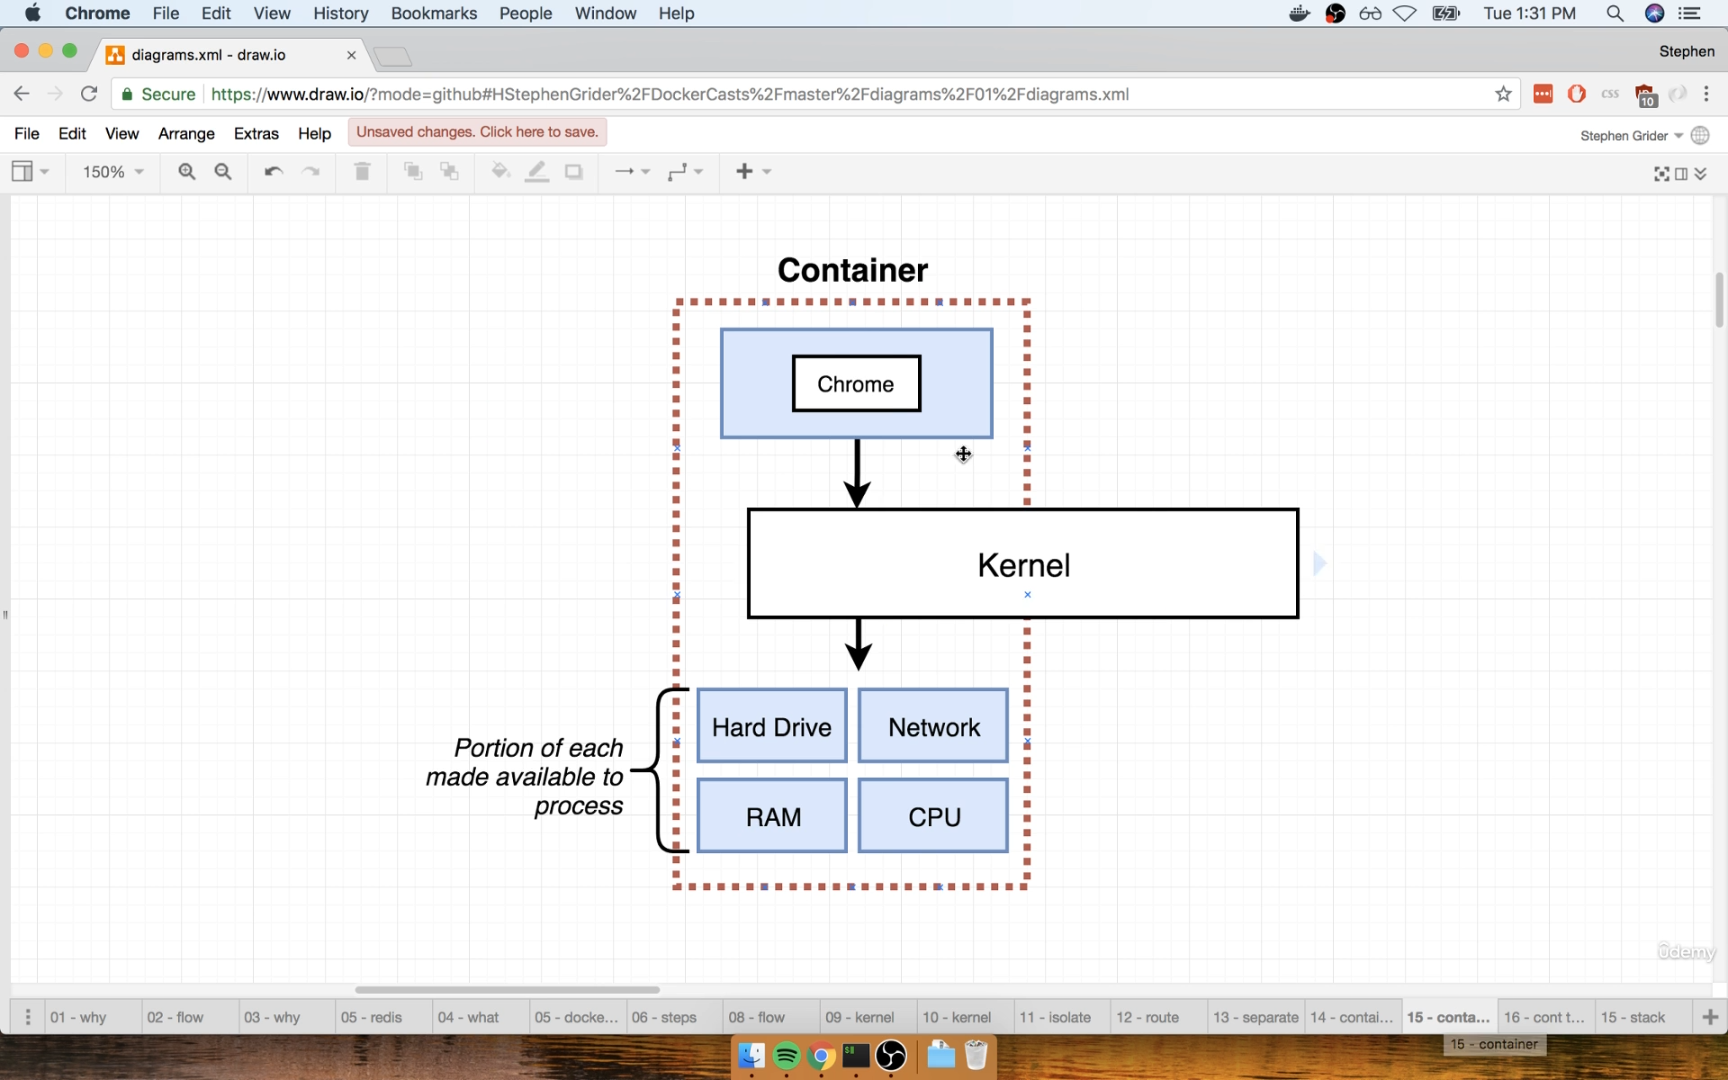 Chrome File Edit View History Bookmarks People Window Help Tue 1:31 PM
diagrams.xml - draw.io Stephen
Secure https://www.draw.io/?mode=github#HStephenGrider%2FDockerCasts%2Fmaster%2Fdiagrams%2F01%2Fdiagrams.xml CSS 10
File Edit View Arrange Extras Help Unsaved changes. Click here to save. Stephen Grider
150%
Container
Chrome
Kernel
Hard Drive Network
Portion of each
made available to
process
RAM CPU
ûdemy
01 - why 02 - flow 03 - why 05 - redis 04 - what 05 - docke... 06 - steps 08 - flow 09 - kernel 10 - kernel 11 - isolate 12 - route 13 - separate 14 - contai... 15 - conta... 16 - cont t... 15 - stack
15 - container